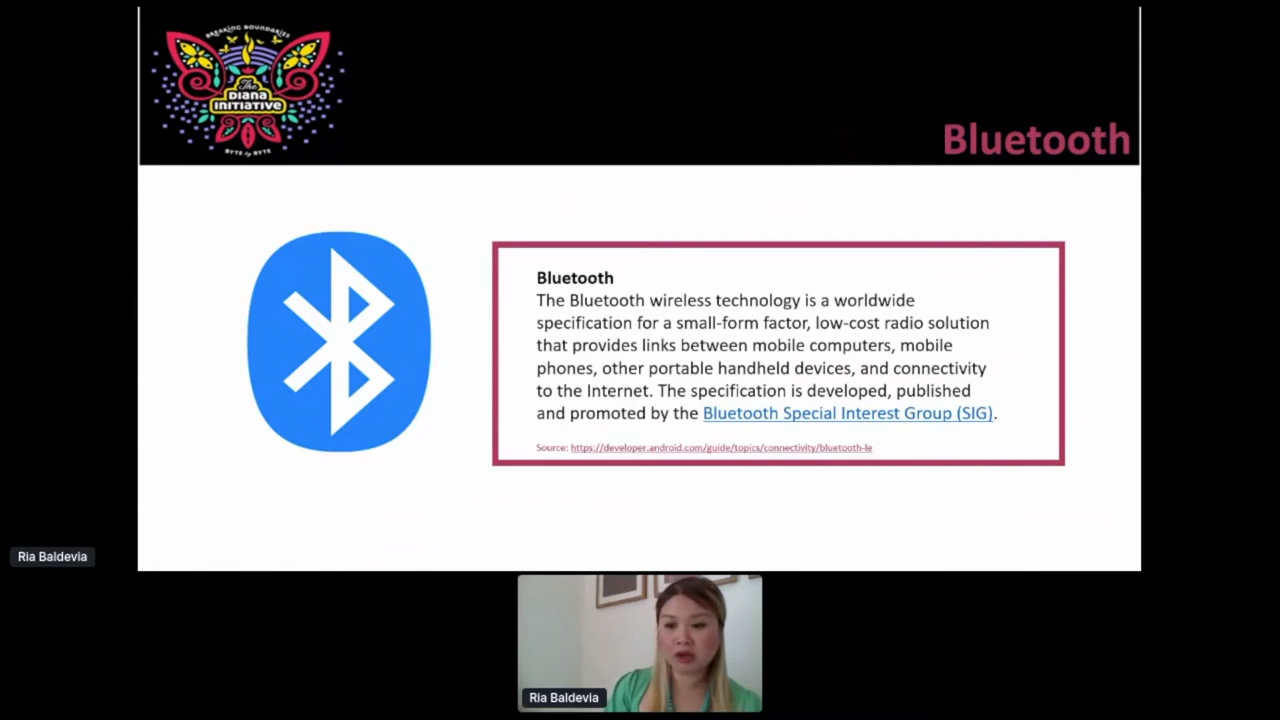 BREAKING BOUNDARIES
The
DIANA
INITIATIVE
BYTE by BYTE
Bluetooth
Bluetooth
The Bluetooth wireless technology is a worldwide
specification for a small-form factor, low-cost radio solution
that provides links between mobile computers, mobile
phones, other portable handheld devices, and connectivity
to the Internet. The specification is developed, published
and promoted by the Bluetooth Special Interest Group (SIG).
Source: https://developer.android.com/guide/topics/connectivity/bluetooth-le
Ria Baldevia
Ria Baldevia